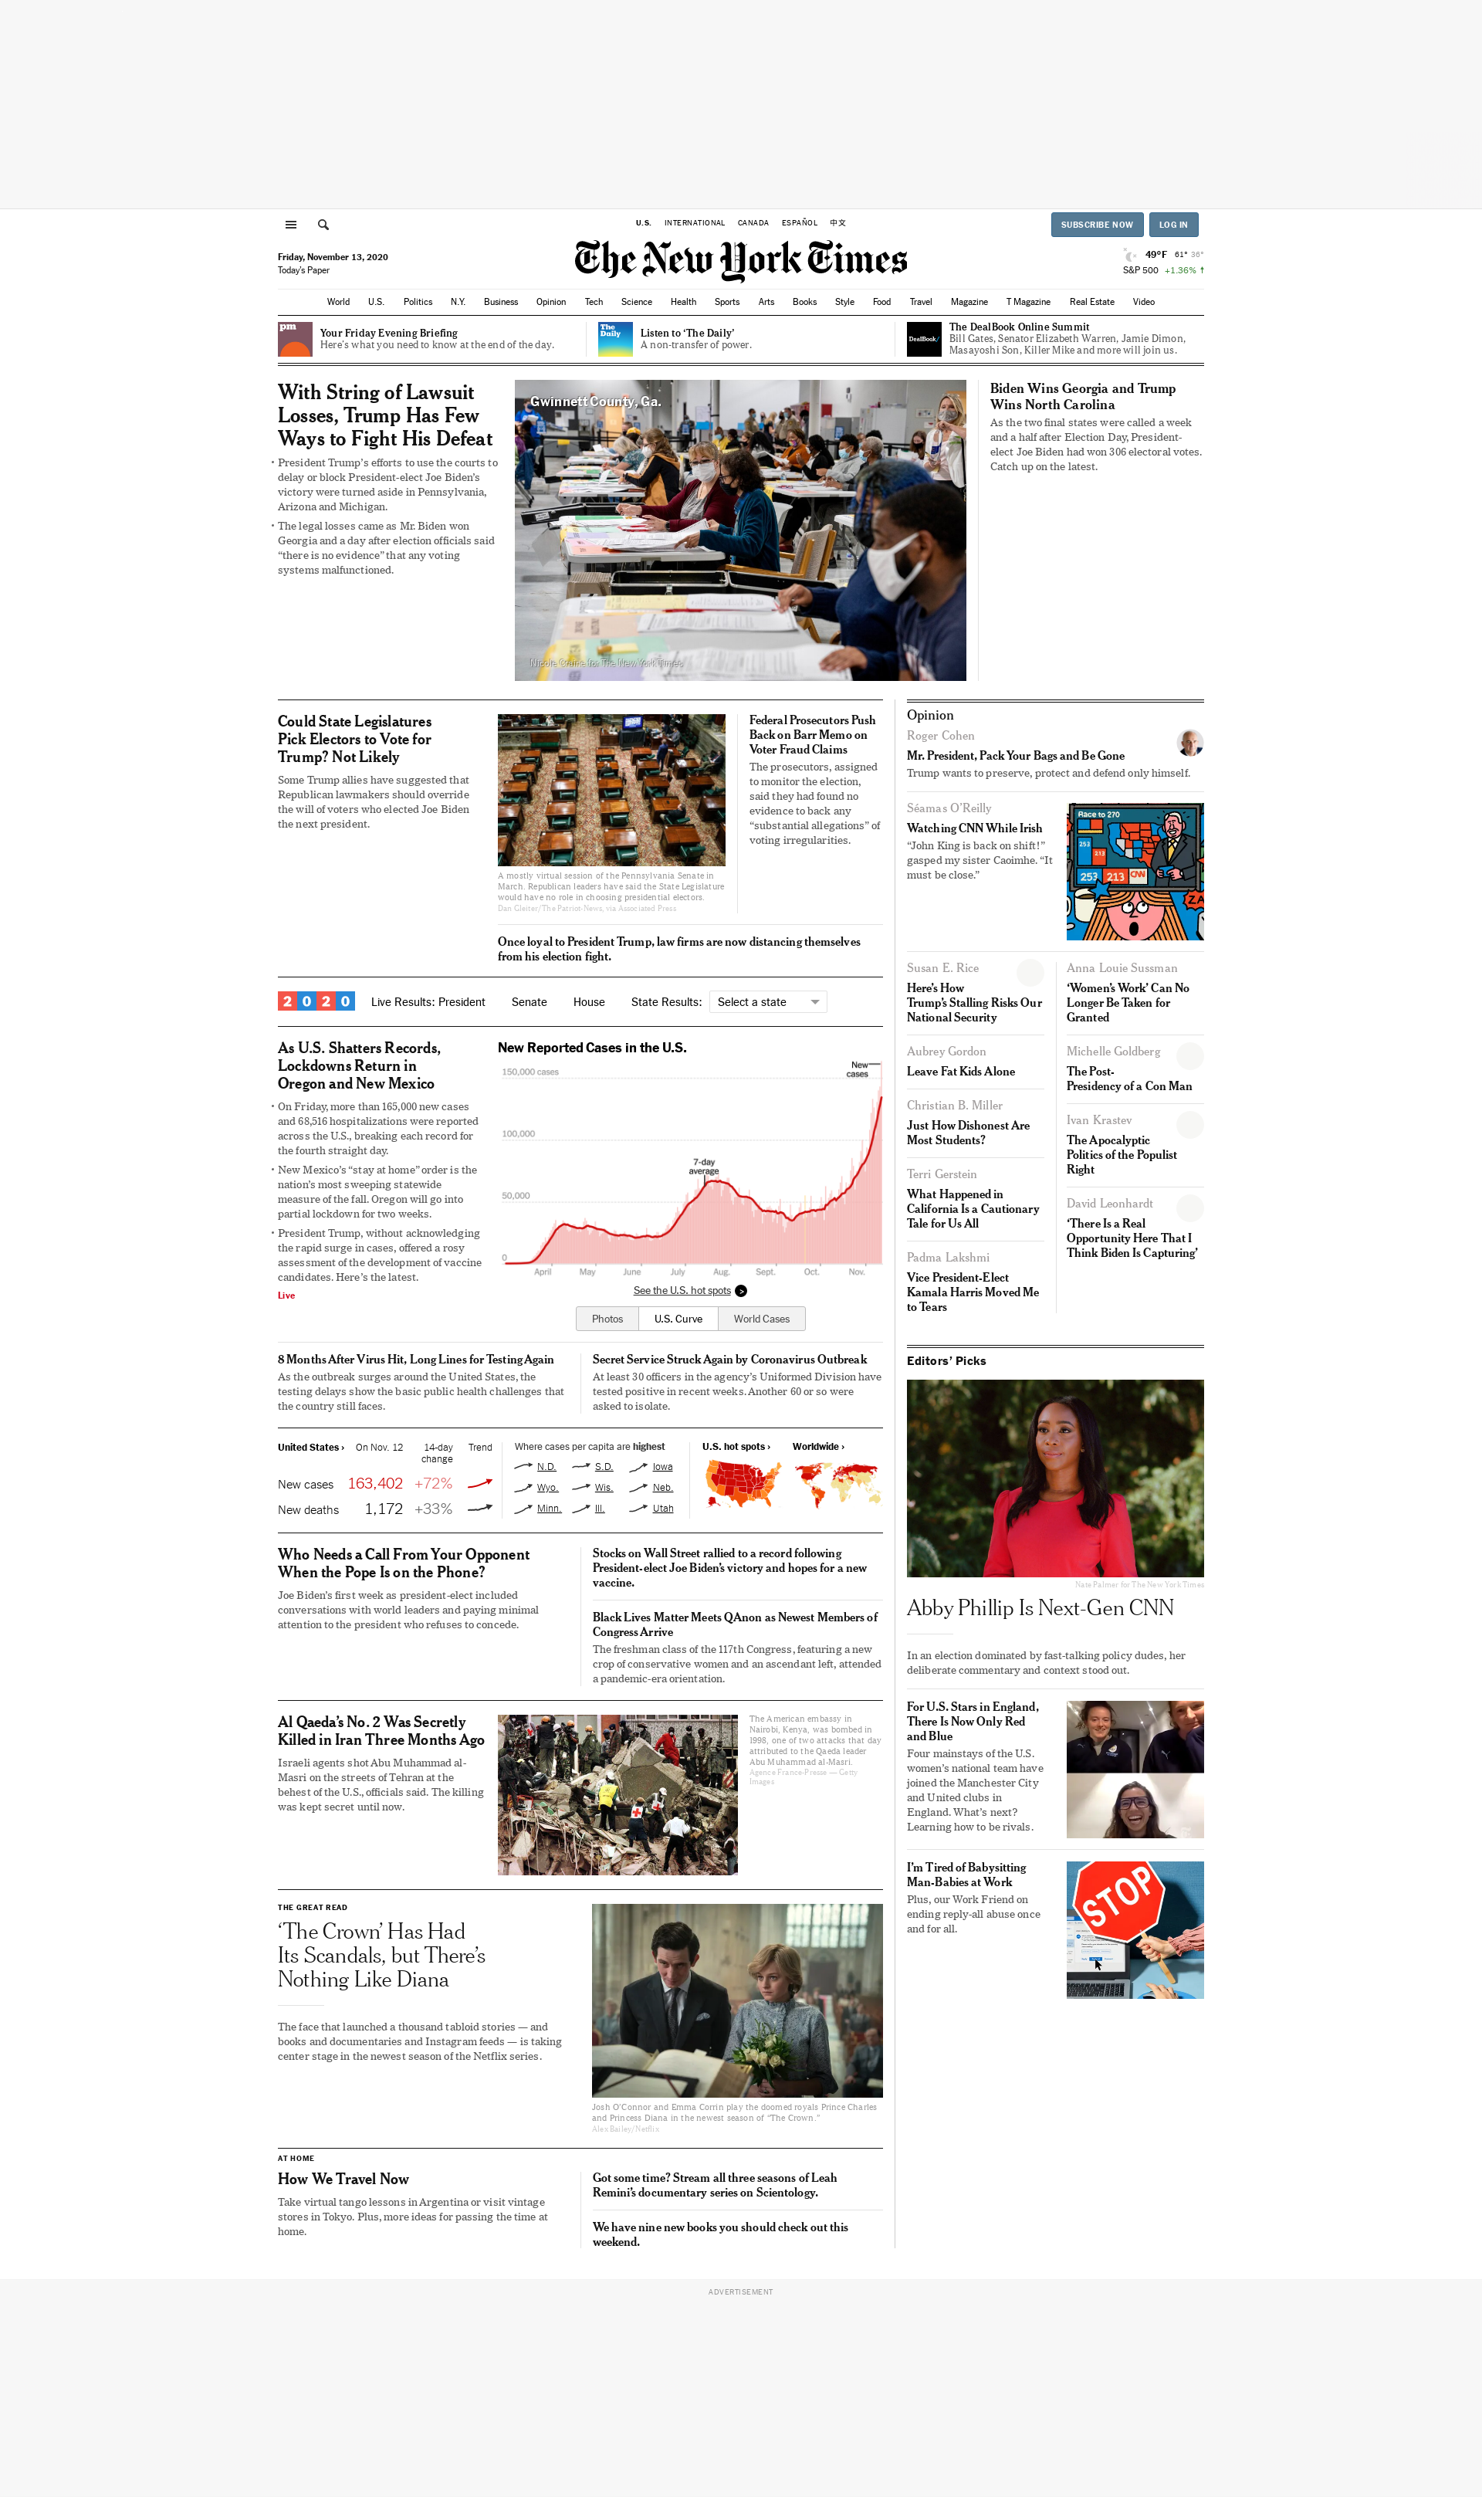 U.S. INTERNATIONAL CANADA ESPAÑOL 中文
SUBSCRIBE NOW LOG IN
Friday, November 13, 2020
Today's Paper
The New York Times
49°F 61° 36°
S&P 500 +1.36% ↑
World U.S. Politics N.Y. Business Opinion Tech Science Health Sports Arts Books Style Food Travel Magazine T Magazine Real Estate Video
pm
Your Friday Evening Briefing
Here's what you need to know at the end of the day.
The
Daily
Listen to ‘The Daily’
A non-transfer of power.
DealBook/
The DealBook Online Summit
Bill Gates, Senator Elizabeth Warren, Jamie Dimon,
Masayoshi Son, Killer Mike and more will join us.
With String of Lawsuit
Losses, Trump Has Few
Ways to Fight His Defeat
• President Trump’s efforts to use the courts to
delay or block President-elect Joe Biden’s
victory were turned aside in Pennsylvania,
Arizona and Michigan.
• The legal losses came as Mr. Biden won
Georgia and a day after election officials said
“there is no evidence” that any voting
systems malfunctioned.
Gwinnett County, Ga.
Nicole Craine for The New York Times
Biden Wins Georgia and Trump
Wins North Carolina
As the two final states were called a week
and a half after Election Day, President-
elect Joe Biden had won 306 electoral votes.
Catch up on the latest.
Could State Legislatures
Pick Electors to Vote for
Trump? Not Likely
Some Trump allies have suggested that
Republican lawmakers should override
the will of voters who elected Joe Biden
the next president.
A mostly virtual session of the Pennsylvania Senate in
March. Republican leaders have said the State Legislature
would have no role in choosing presidential electors.
Dan Gleiter/The Patriot-News, via Associated Press
Federal Prosecutors Push
Back on Barr Memo on
Voter Fraud Claims
The prosecutors, assigned
to monitor the election,
said they had found no
evidence to back any
“substantial allegations” of
voting irregularities.
Once loyal to President Trump, law firms are now distancing themselves
from his election fight.
2020 Live Results: President Senate House State Results: Select a state
As U.S. Shatters Records,
Lockdowns Return in
Oregon and New Mexico
• On Friday, more than 165,000 new cases
and 68,516 hospitalizations were reported
across the U.S., breaking each record for
the fourth straight day.
• New Mexico’s “stay at home” order is the
nation’s most sweeping statewide
measure of the fall. Oregon will go into
partial lockdown for two weeks.
• President Trump, without acknowledging
the rapid surge in cases, offered a rosy
assessment of the development of vaccine
candidates. Here’s the latest.
Live
New Reported Cases in the U.S.
New
cases
150,000 cases
100,000
7-day
average
50,000
0
April May June July Aug. Sept. Oct. Nov.
See the U.S. hot spots >
Photos U.S. Curve World Cases
8 Months After Virus Hit, Long Lines for Testing Again
As the outbreak surges around the United States, the
testing delays show the basic public health challenges that
the country still faces.
Secret Service Struck Again by Coronavirus Outbreak
At least 30 officers in the agency’s Uniformed Division have
tested positive in recent weeks. Another 60 or so were
asked to isolate.
United States › On Nov. 12 14-day
change Trend
New cases 163,402 +72%
New deaths 1,172 +33%
Where cases per capita are highest
N.D. S.D. Iowa
Wyo. Wis. Neb.
Minn. Ill. Utah
U.S. hot spots › Worldwide ›
Who Needs a Call From Your Opponent
When the Pope Is on the Phone?
Joe Biden’s first week as president-elect included
conversations with world leaders and paying minimal
attention to the president who refuses to concede.
Stocks on Wall Street rallied to a record following
President-elect Joe Biden’s victory and hopes for a new
vaccine.
Black Lives Matter Meets QAnon as Newest Members of
Congress Arrive
The freshman class of the 117th Congress, featuring a new
crop of conservative women and an ascendant left, attended
a pandemic-era orientation.
Al Qaeda’s No. 2 Was Secretly
Killed in Iran Three Months Ago
Israeli agents shot Abu Muhammad al-
Masri on the streets of Tehran at the
behest of the U.S., officials said. The killing
was kept secret until now.
The American embassy in
Nairobi, Kenya, was bombed in
1998, one of two attacks that day
attributed to the Qaeda leader
Abu Muhammad al-Masri.
Agence France-Presse — Getty
Images
THE GREAT READ
‘The Crown’ Has Had
Its Scandals, but There’s
Nothing Like Diana
The face that launched a thousand tabloid stories — and
books and documentaries and Instagram feeds — is taking
center stage in the newest season of the Netflix series.
Josh O’Connor and Emma Corrin play the doomed royals Prince Charles
and Princess Diana in the newest season of “The Crown.”
Alex Bailey/Netflix
AT HOME
How We Travel Now
Take virtual tango lessons in Argentina or visit vintage
stores in Tokyo. Plus, more ideas for passing the time at
home.
Got some time? Stream all three seasons of Leah
Remini’s documentary series on Scientology.
We have nine new books you should check out this
weekend.
Opinion
Roger Cohen
Mr. President, Pack Your Bags and Be Gone
Trump wants to preserve, protect and defend only himself.
Séamas O’Reilly
Watching CNN While Irish
“John King is back on shift!”
gasped my sister Caoimhe. “It
must be close.”
Race to 270
253
213
253 213 CNN
ZA
Susan E. Rice
Here’s How
Trump’s Stalling Risks Our
National Security
Aubrey Gordon
Leave Fat Kids Alone
Christian B. Miller
Just How Dishonest Are
Most Students?
Terri Gerstein
What Happened in
California Is a Cautionary
Tale for Us All
Padma Lakshmi
Vice President-Elect
Kamala Harris Moved Me
to Tears
Anna Louie Sussman
‘Women’s Work’ Can No
Longer Be Taken for
Granted
Michelle Goldberg
The Post-
Presidency of a Con Man
Ivan Krastev
The Apocalyptic
Politics of the Populist
Right
David Leonhardt
‘There Is a Real
Opportunity Here That I
Think Biden Is Capturing’
Editors’ Picks
Nate Palmer for The New York Times
Abby Phillip Is Next-Gen CNN
In an election dominated by fast-talking policy dudes, her
deliberate commentary and context stood out.
For U.S. Stars in England,
There Is Now Only Red
and Blue
Four mainstays of the U.S.
women’s national team have
joined the Manchester City
and United clubs in
England. What’s next?
Learning how to be rivals.
I’m Tired of Babysitting
Man-Babies at Work
Plus, our Work Friend on
ending reply-all abuse once
and for all.
STOP
ADVERTISEMENT